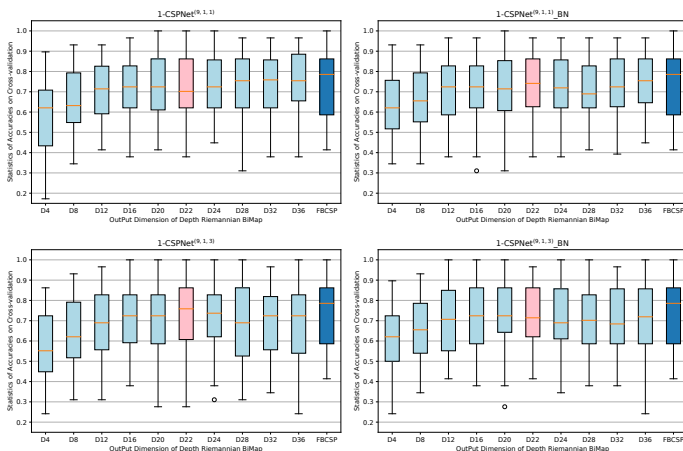 1-CSPNet(9,1,1)
Statistics of Accuracies on Cross-validation
1.0
0.9
0.8
0.7
0.6
0.5
0.4
0.3
0.2
D4 D8 D12 D16 D20 D22 D24 D28 D32 D36 FBCSP
OutPut Dimension of Depth Riemannian BiMap
1-CSPNet(9,1,1)_BN
Statistics of Accuracies on Cross-validation
1.0
0.9
0.8
0.7
0.6
0.5
0.4
0.3
0.2
D4 D8 D12 D16 D20 D22 D24 D28 D32 D36 FBCSP
OutPut Dimension of Depth Riemannian BiMap
1-CSPNet(9,1,3)
Statistics of Accuracies on Cross-validation
1.0
0.9
0.8
0.7
0.6
0.5
0.4
0.3
0.2
D4 D8 D12 D16 D20 D22 D24 D28 D32 D36 FBCSP
OutPut Dimension of Depth Riemannian BiMap
1-CSPNet(9,1,3)_BN
Statistics of Accuracies on Cross-validation
1.0
0.9
0.8
0.7
0.6
0.5
0.4
0.3
0.2
D4 D8 D12 D16 D20 D22 D24 D28 D32 D36 FBCSP
OutPut Dimension of Depth Riemannian BiMap